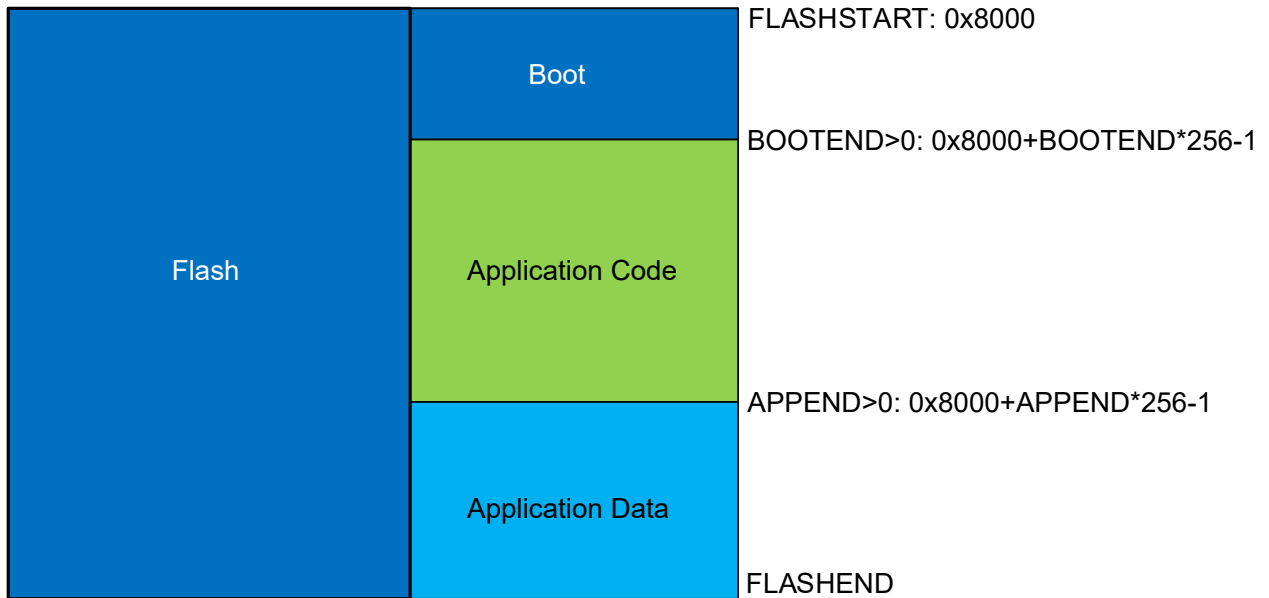 FLASHSTART: 0x8000
Boot
BOOTEND>0: 0x8000+BOOTEND*256-1
Flash
Application Code
APPEND>0: 0x8000+APPEND*256-1
Application Data
FLASHEND